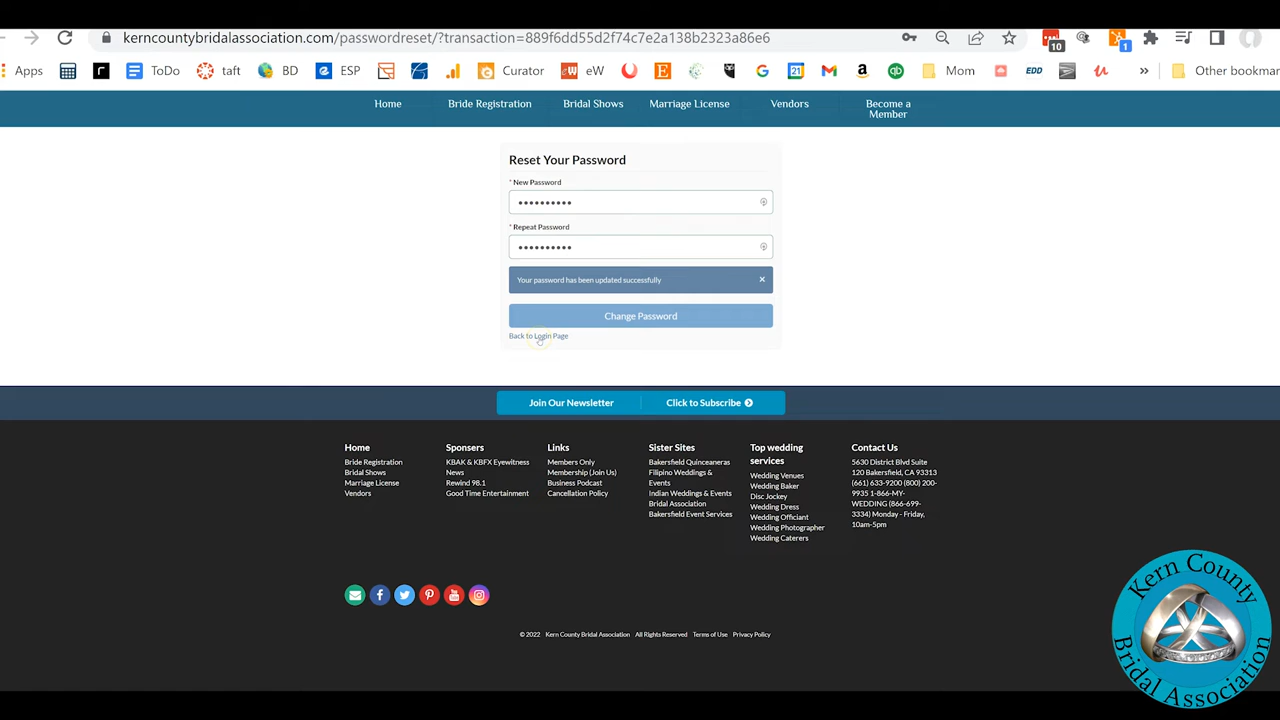 kerncountybridalassociation.com/passwordreset/?transaction=889f6dd55d2f74c7e2a138b2323a86e6
10
1
Apps
ToDo
taft
BD
ESP
Curator
eW
21
Mom
EDD
Other bookmar
Home
Bride Registration
Bridal Shows
Marriage License
Vendors
Become a
Member
Reset Your Password
* New Password
* Repeat Password
Your password has been updated successfully
×
Change Password
Back to Login Page
Join Our Newsletter
Click to Subscribe
Home
Bride Registration
Bridal Shows
Marriage License
Vendors
Sponsors
KBAK & KBFX Eyewitness
News
Rewind 98.1
Good Time Entertainment
Links
Members Only
Membership (Join Us)
Business Podcast
Cancellation Policy
Sister Sites
Bakersfield Quinceaneras
Filipino Weddings &
Events
Indian Weddings & Events
Bridal Association
Bakersfield Event Services
Top wedding
services
Wedding Venues
Wedding Baker
Disc Jockey
Wedding Dress
Wedding Officiant
Wedding Photographer
Wedding Caterers
Contact Us
5630 District Blvd Suite
120 Bakersfield, CA 93313
(661) 633-9200 (800) 200-
9935 1-866-MY-
WEDDING (866-699-
3334) Monday - Friday,
10am-5pm
© 2022 Kern County Bridal Association All Rights Reserved Terms of Use Privacy Policy
Kern County
Bridal Association